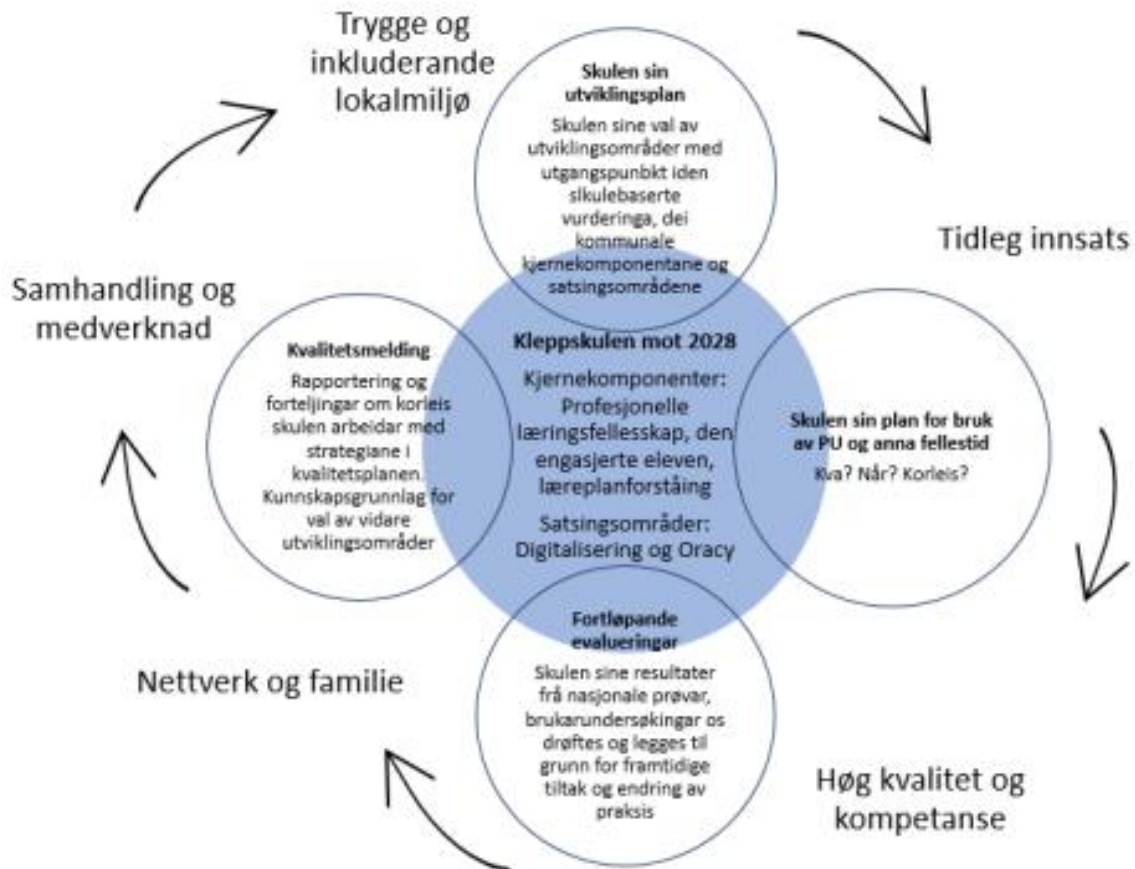 Trygge og
inkluderande
lokalmiljø
Skulen sin
utviklingsplan
Skulen sine val av
utviklingsområder med
utgangspunbkt iden
slkulebaserte
vurderinga, dei
kommunale
kjernekomponentane og
satsingsområdene
Tidleg innsats
Samhandling og
medverknad
Kvalitetsmelding
Rapportering og
forteljingar om korleis
skulen arbeidar med
strategiane i
kvalitetsplanen.
Kunnskapsgrunnlag for
val av vidare
utviklingsområder
Kleppskulen mot 2028
Kjernekomponenter:
Profesjonelle
læringsfellesskap, den
engasjerte eleven,
læreplanforståing
Satsingsområder:
Digitalisering og Oracy
Skulen sin plan for bruk
av PU og anna fellestid
Kva? Når? Korleis?
Fortløpande
evalueringar
Skulen sine resultater
frå nasjonale prøvar,
brukarundersøkingar os
drøftes og legges til
grunn for framtidige
tiltak og endring av
praksis
Nettverk og familie
Høg kvalitet og
kompetanse